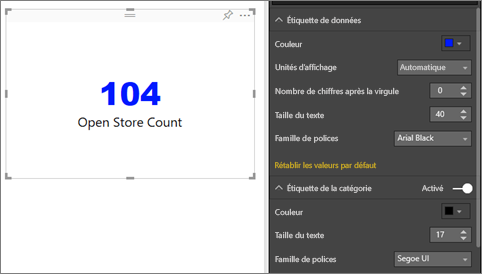 104
Open Store Count
Étiquette de données
Couleur
Unités d'affichage Automatique
Nombre de chiffres après la virgule 0
Taille du texte 40
Famille de polices Arial Black
Rétablir les valeurs par défaut
Étiquette de la catégorie Activé
Couleur
Taille du texte 17
Famille de polices Segoe UI